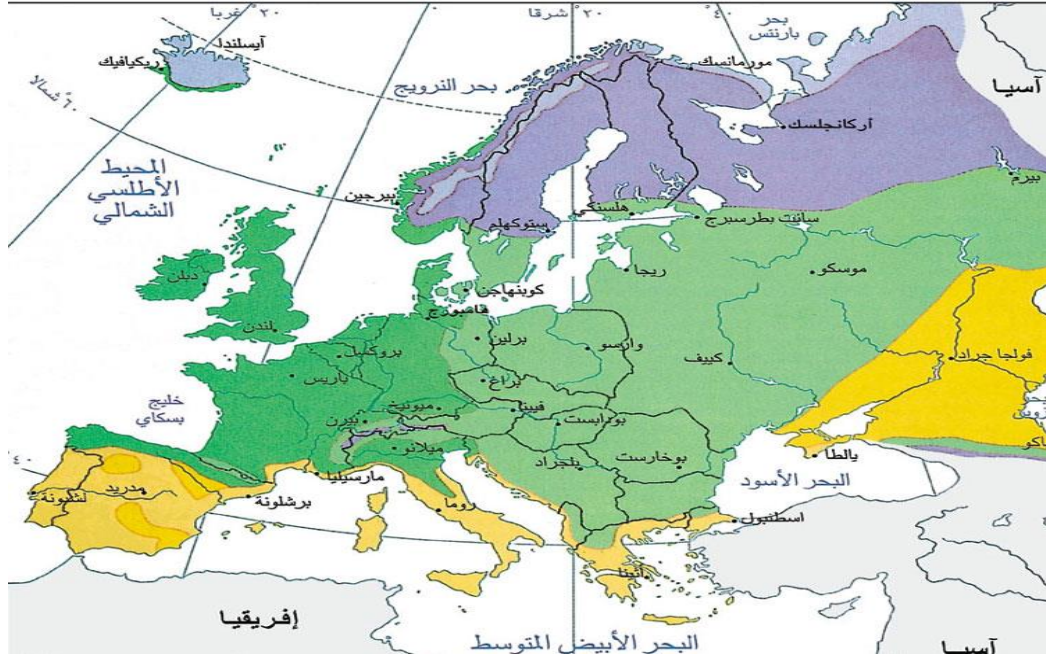 غربا
٢٠°
٠°
شرقا
٢٠°
٤٠°
آيسلندا
ريكيافيك
بحر
بارنتس
مورمانسك
آسيا
بحر النرويج
٦٠° شمالا
أركانجلسك
المحيط
الأطلسي
الشمالي
بيرم
بيرجين
هلسنكي
سانت بطرسبرج
ستوكهلم
دبلن
ريجا
موسكو
كوبنهاجن
هامبورج
لندن
برلين
وارسو
بروكسل
كييف
فولجا جراد
باريس
براغ
خليج
بسكاي
ميونيخ
فيينا
بيرن
بودابست
ميلانو
يالطا
باكو
٤٠
مارسيليا
بلجراد
بوخارست
البحر الأسود
مدريد
لشبونة
برشلونة
روما
اسطنبول
أثينا
إفريقيا
البحر الأبيض المتوسط
آسيا